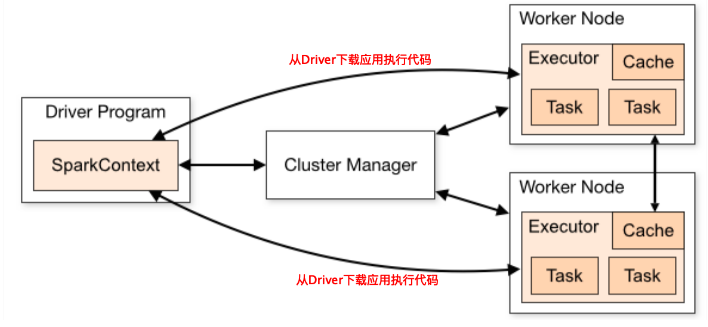 Worker Node
Executor
Cache
Task
Task
从Driver下载应用执行代码
Driver Program
SparkContext
Cluster Manager
Worker Node
Executor
Cache
Task
Task
从Driver下载应用执行代码